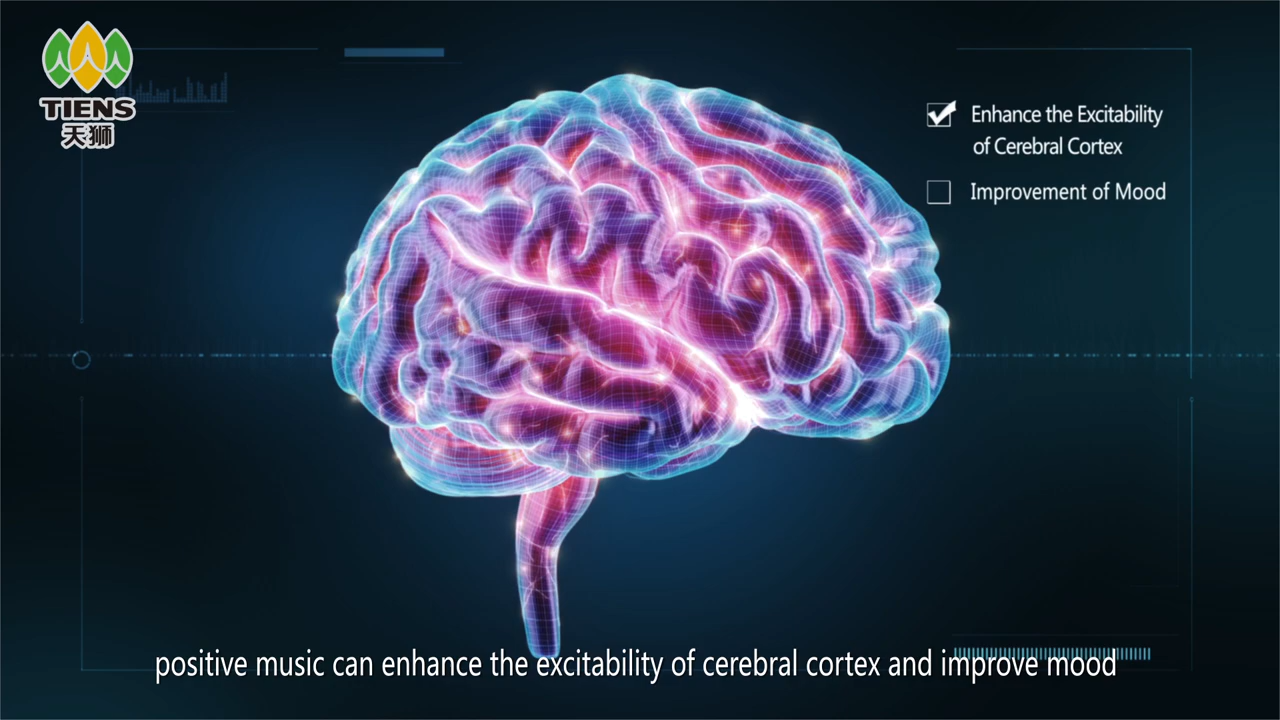 TIENS
天狮
Enhance the Excitability
of Cerebral Cortex
Improvement of Mood
positive music can enhance the excitability of cerebral cortex and improve mood